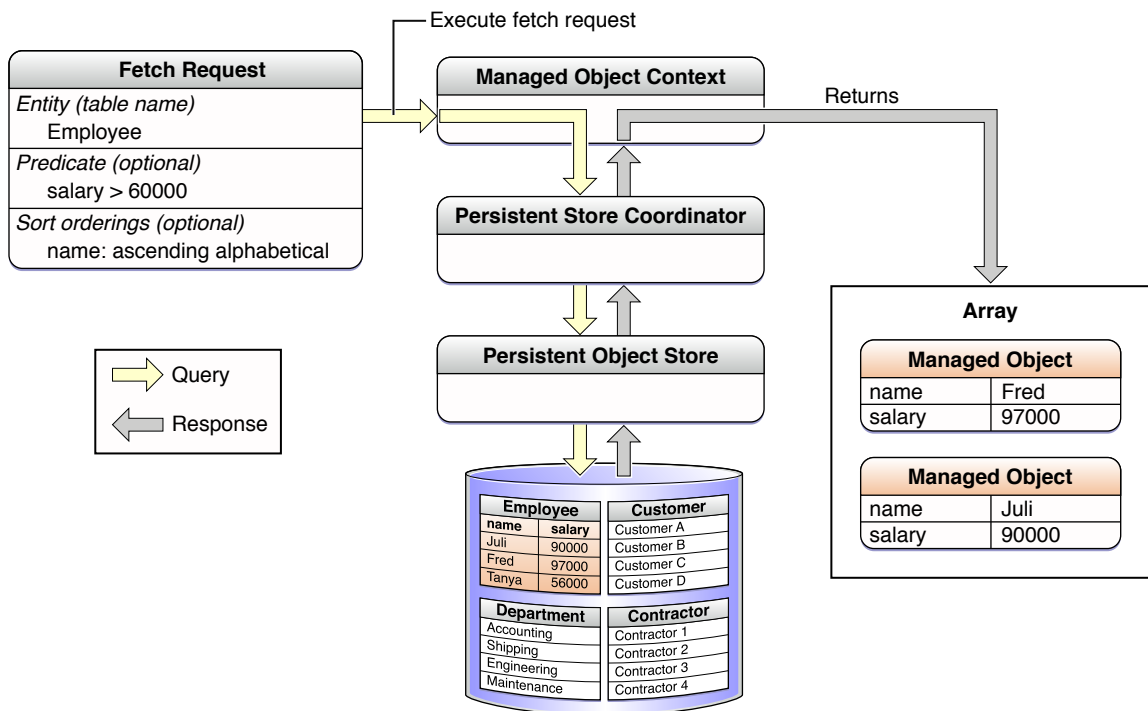 Execute fetch request
Fetch Request
Entity (table name)
Employee
Predicate (optional)
salary > 60000
Sort orderings (optional)
name: ascending alphabetical
Managed Object Context
Returns
Persistent Store Coordinator
Persistent Object Store
Query
Response
Array
Managed Object
name Fred
salary 97000
Managed Object
name Juli
salary 90000
Employee
name salary
Juli 90000
Fred 97000
Tanya 56000
Customer
Customer A
Customer B
Customer C
Customer D
Department
Accounting
Shipping
Engineering
Maintenance
Contractor
Contractor 1
Contractor 2
Contractor 3
Contractor 4